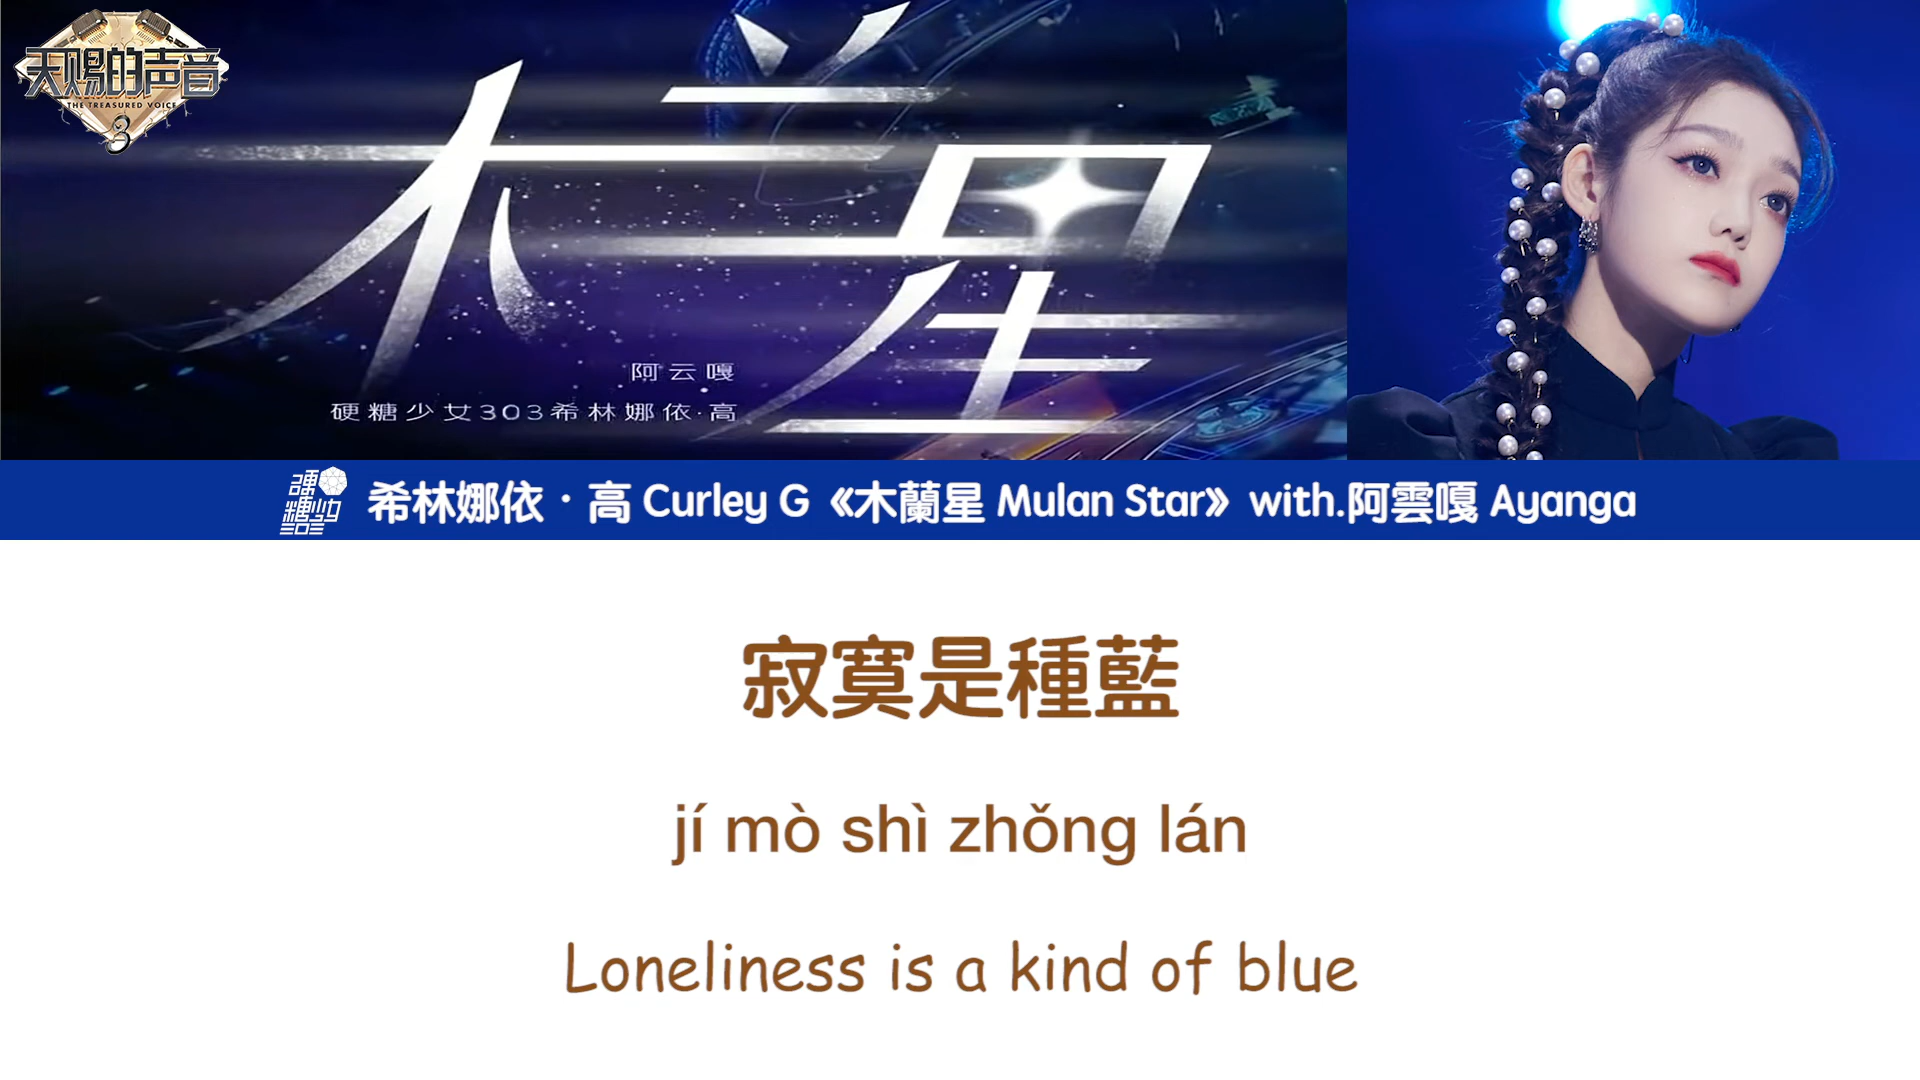 天赐的声音
THE TREASURED VOICE
3
木兰星
阿云嘎
硬糖少女303希林娜依·高
硬糖少女303
希林娜依·高 Curley G《木蘭星 Mulan Star》with.阿雲嘎 Ayanga
寂寞是種藍
jí mò shì zhǒng lán
Loneliness is a kind of blue